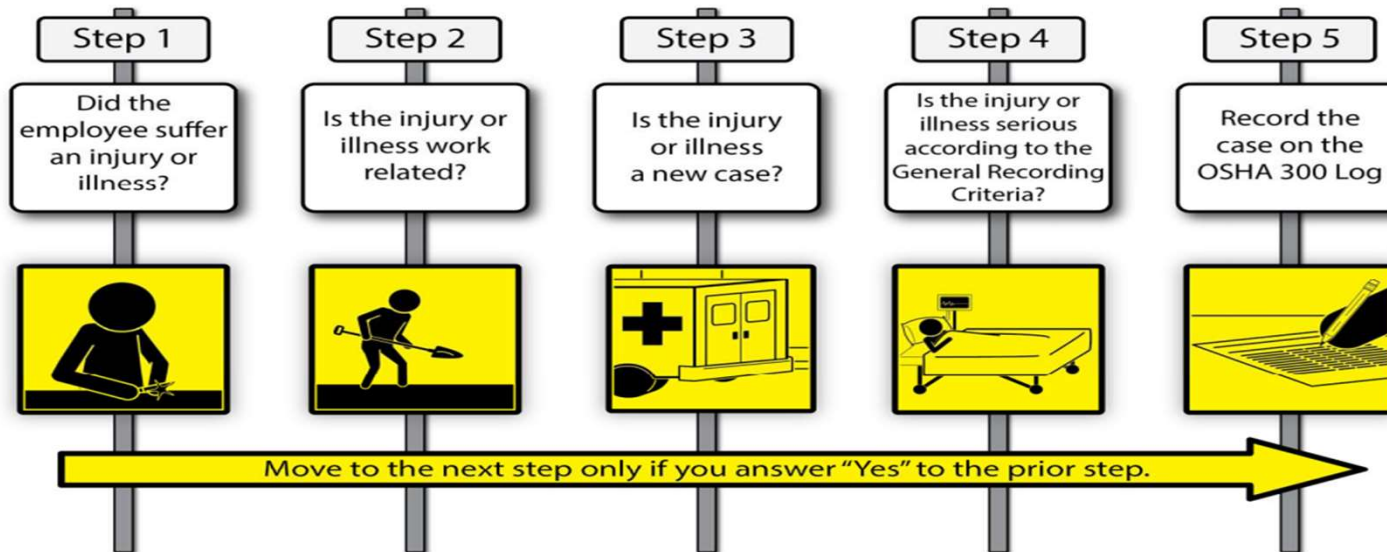 Step 1
Did the
employee suffer
an injury or
illness?
Step 2
Is the injury or
illness work
related?
Step 3
Is the injury
or illness
a new case?
Step 4
Is the injury or
illness serious
according to the
General Recording
Criteria?
Step 5
Record the
case on the
OSHA 300 Log
Move to the next step only if you answer “Yes” to the prior step.